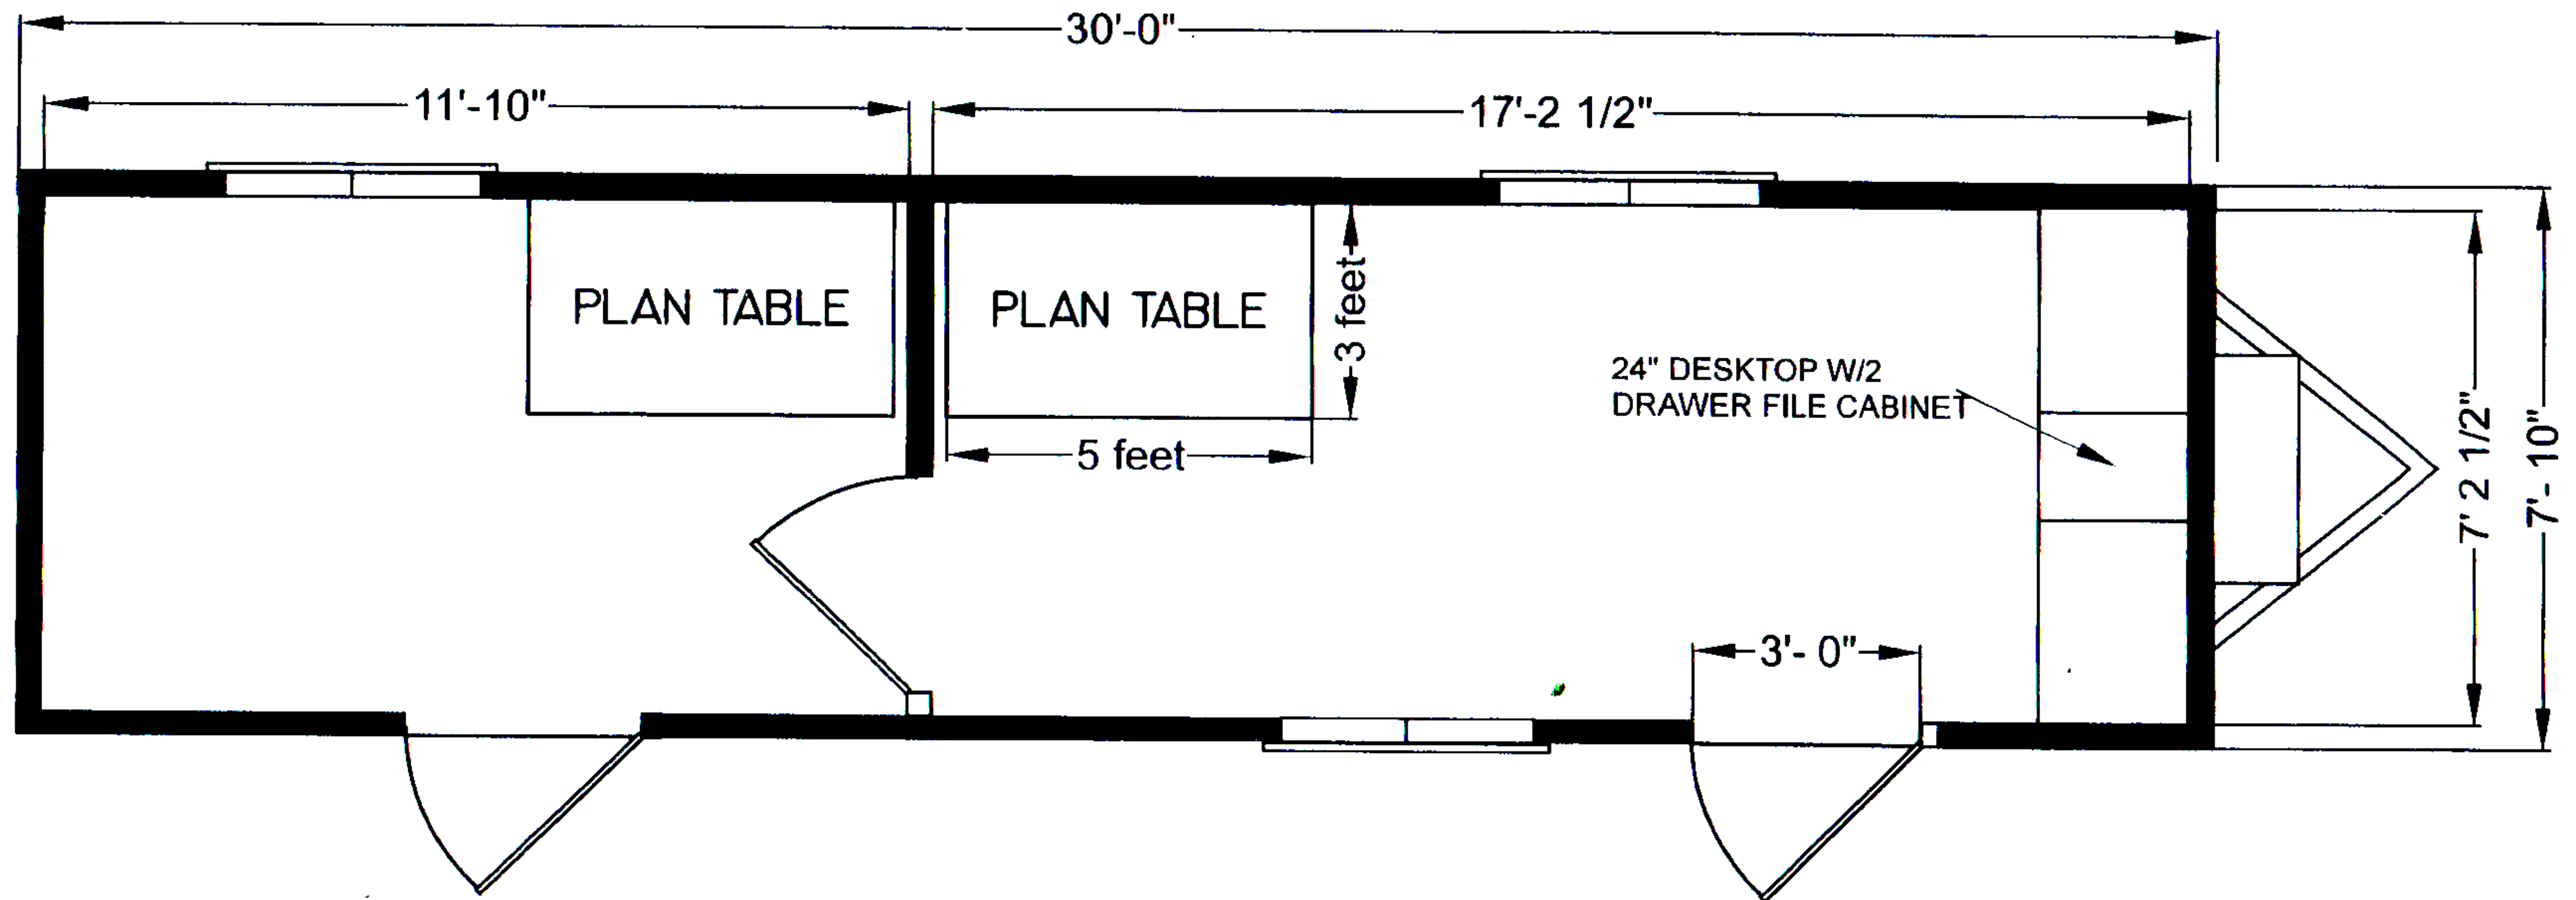 30'-0"
11'-10"
17'-2 1/2"
PLAN TABLE
PLAN TABLE
3 feet
5 feet
24" DESKTOP W/2
DRAWER FILE CABINET
7' 2 1/2"
7'- 10"
3'- 0"